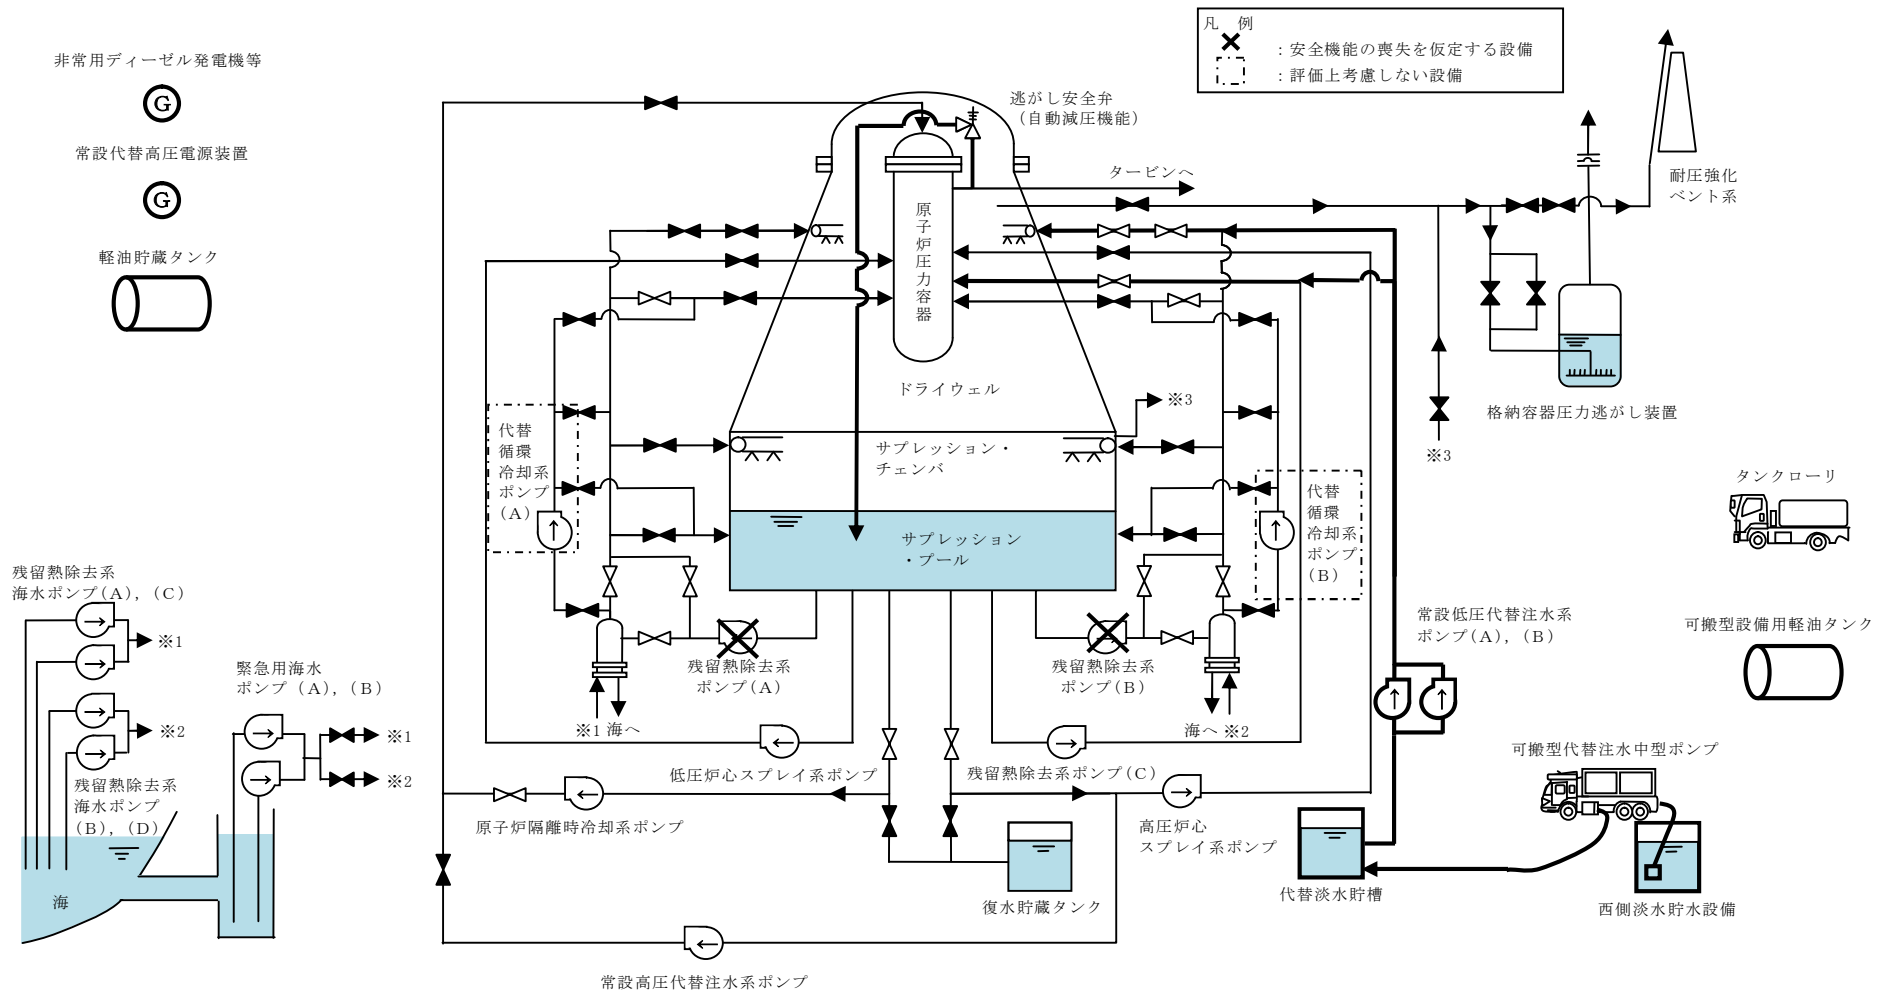 凡 例
：安全機能の喪失を仮定する設備
：評価上考慮しない設備
非常用ディーゼル発電機等
G
常設代替高圧電源装置
G
軽油貯蔵タンク
逃がし安全弁
（自動減圧機能）
タービンへ
原子炉圧力容器
ドライウェル
サプレッション・
チェンバ
サプレッション
・プール
※3
耐圧強化
ベント系
格納容器圧力逃がし装置
※3
タンクローリ
可搬型設備用軽油タンク
代替
循環
冷却系
ポンプ
（A）
代替
循環
冷却系
ポンプ
（B）
残留熱除去系
海水ポンプ（A），（C）
※1
※2
残留熱除去系
海水ポンプ
（B），（D）
海
緊急用海水
ポンプ（A），（B）
※1
※2
残留熱除去系
ポンプ（A）
※1 海へ
残留熱除去系
ポンプ（B）
海へ ※2
低圧炉心スプレイ系ポンプ
残留熱除去系ポンプ（C）
原子炉隔離時冷却系ポンプ
高圧炉心
スプレイ系ポンプ
復水貯蔵タンク
常設高圧代替注水系ポンプ
常設低圧代替注水系
ポンプ（A），（B）
可搬型代替注水中型ポンプ
代替淡水貯槽
西側淡水貯水設備